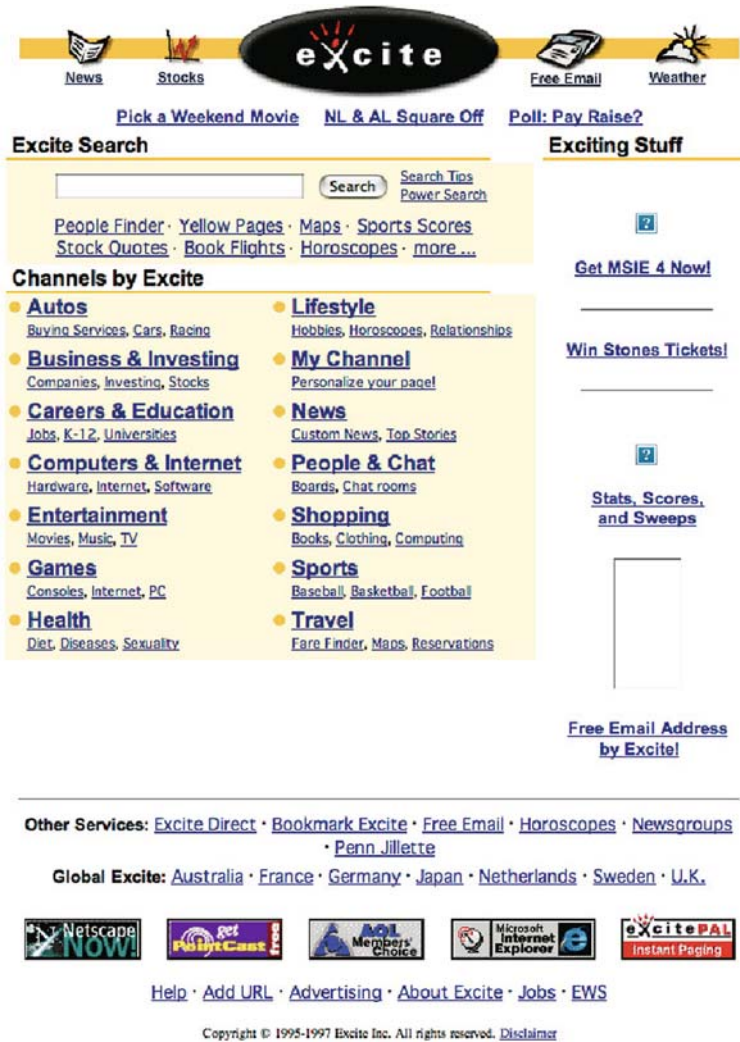 excite
News Stocks Free Email Weather
Pick a Weekend Movie NL & AL Square Off Poll: Pay Raise?
Excite Search
Search Search Tips
Power Search
People Finder · Yellow Pages · Maps · Sports Scores
Stock Quotes · Book Flights · Horoscopes · more ...
Channels by Excite
Autos
Buying Services, Cars, Racing
Business & Investing
Companies, Investing, Stocks
Careers & Education
Jobs, K-12, Universities
Computers & Internet
Hardware, Internet, Software
Entertainment
Movies, Music, TV
Games
Consoles, Internet, PC
Health
Diet, Diseases, Sexuality
Lifestyle
Hobbies, Horoscopes, Relationships
My Channel
Personalize your page!
News
Custom News, Top Stories
People & Chat
Boards, Chat rooms
Shopping
Books, Clothing, Computing
Sports
Baseball, Basketball, Football
Travel
Fare Finder, Maps, Reservations
Exciting Stuff
?
Get MSIE 4 Now!
Win Stones Tickets!
?
Stats, Scores,
and Sweeps
Free Email Address
by Excite!
Other Services: Excite Direct · Bookmark Excite · Free Email · Horoscopes · Newsgroups
· Penn Jillette
Global Excite: Australia · France · Germany · Japan · Netherlands · Sweden · U.K.
Netscape
Now!
get
PointCast
free
AOL
Members'
Choice
Microsoft
Internet
Explorer
excite PAL
Instant Paging
Help · Add URL · Advertising · About Excite · Jobs · EWS
Copyright © 1995-1997 Excite Inc. All rights reserved. Disclaimer